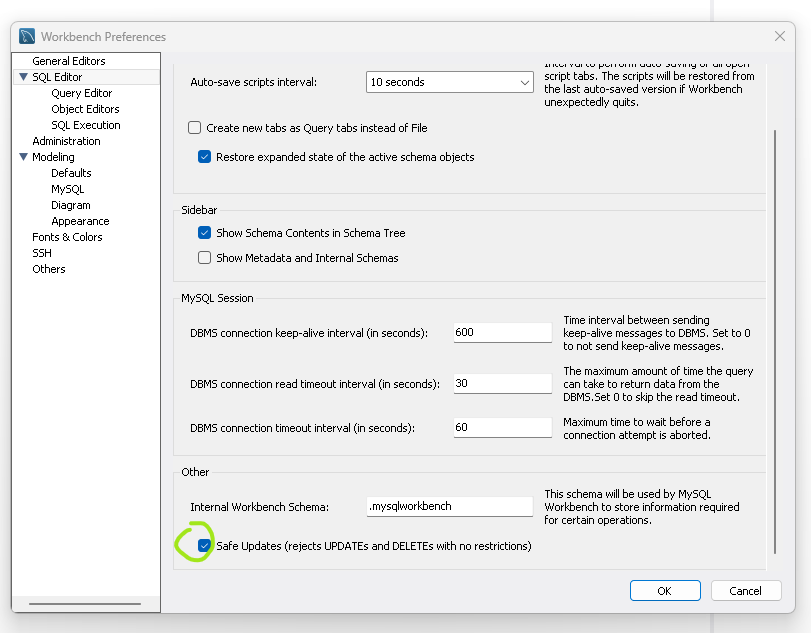 Workbench Preferences
General Editors
SQL Editor
Query Editor
Object Editors
SQL Execution
Administration
Modeling
Defaults
MySQL
Diagram
Appearance
Fonts & Colors
SSH
Others
Interval to perform auto-saving of all open
Auto-save scripts interval:
10 seconds
script tabs. The scripts will be restored from
the last auto-saved version if Workbench
unexpectedly quits.
Create new tabs as Query tabs instead of File
Restore expanded state of the active schema objects
Sidebar
Show Schema Contents in Schema Tree
Show Metadata and Internal Schemas
MySQL Session
DBMS connection keep-alive interval (in seconds):
600
Time interval between sending
keep-alive messages to DBMS. Set to 0
to not send keep-alive messages.
DBMS connection read timeout interval (in seconds):
30
The maximum amount of time the query
can take to return data from the
DBMS.Set 0 to skip the read timeout.
DBMS connection timeout interval (in seconds):
60
Maximum time to wait before a
connection attempt is aborted.
Other
Internal Workbench Schema:
.mysqlworkbench
This schema will be used by MySQL
Workbench to store information required
for certain operations.
Safe Updates (rejects UPDATEs and DELETEs with no restrictions)
OK
Cancel